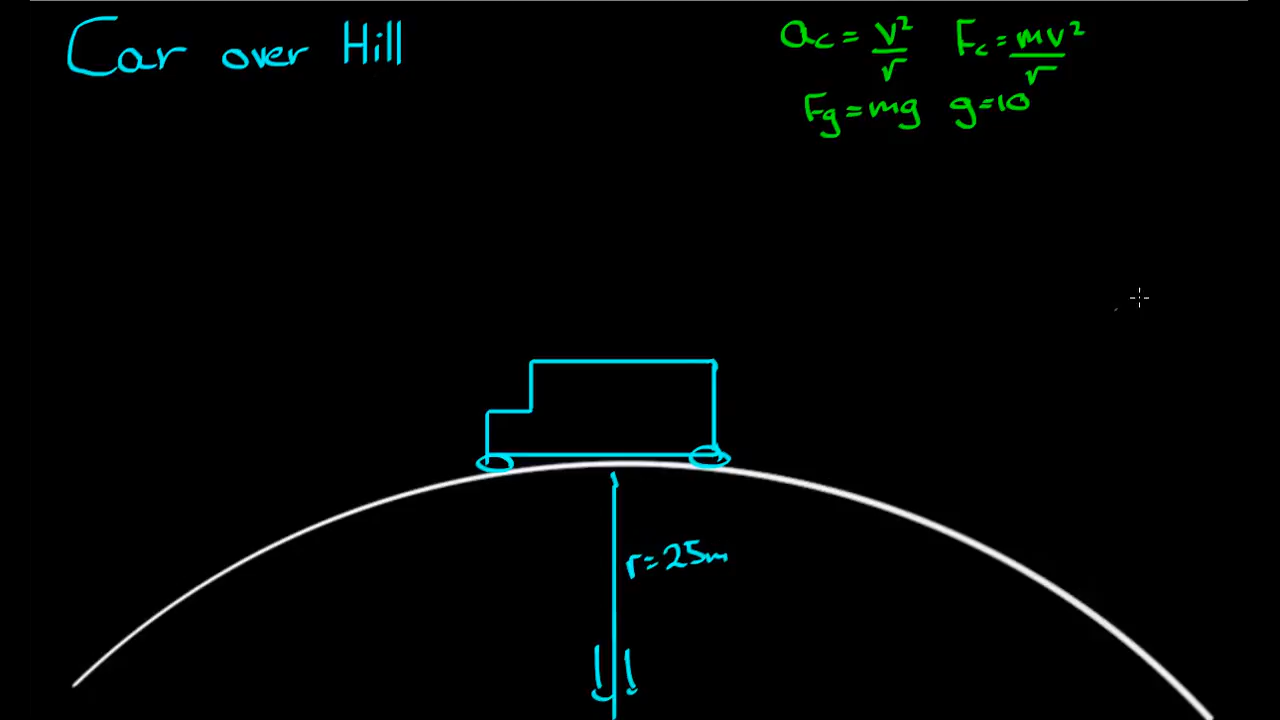 Car over Hill
ac = v²/r Fc = mv²/r
Fg = mg g=10
r=25m